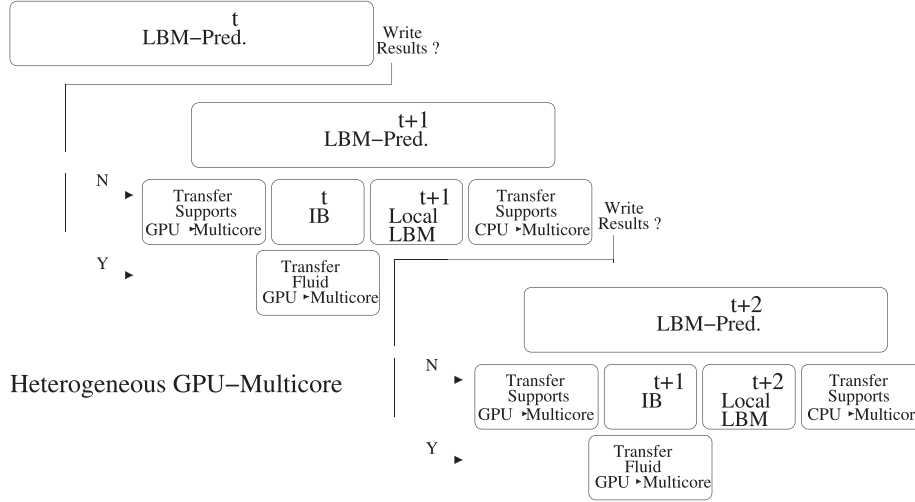 t
LBM−Pred.
Write
Results ?
t+1
LBM−Pred.
N
Transfer
Supports
GPU ▸Multicore
t
IB
t+1
Local
LBM
Transfer
Supports
CPU ▸Multicore
Write
Results ?
Y
Transfer
Fluid
GPU ▸Multicore
t+2
LBM−Pred.
Heterogeneous GPU−Multicore
N
Transfer
Supports
GPU ▸Multicore
t+1
IB
t+2
Local
LBM
Transfer
Supports
CPU ▸Multicor
Y
Transfer
Fluid
GPU ▸Multicore